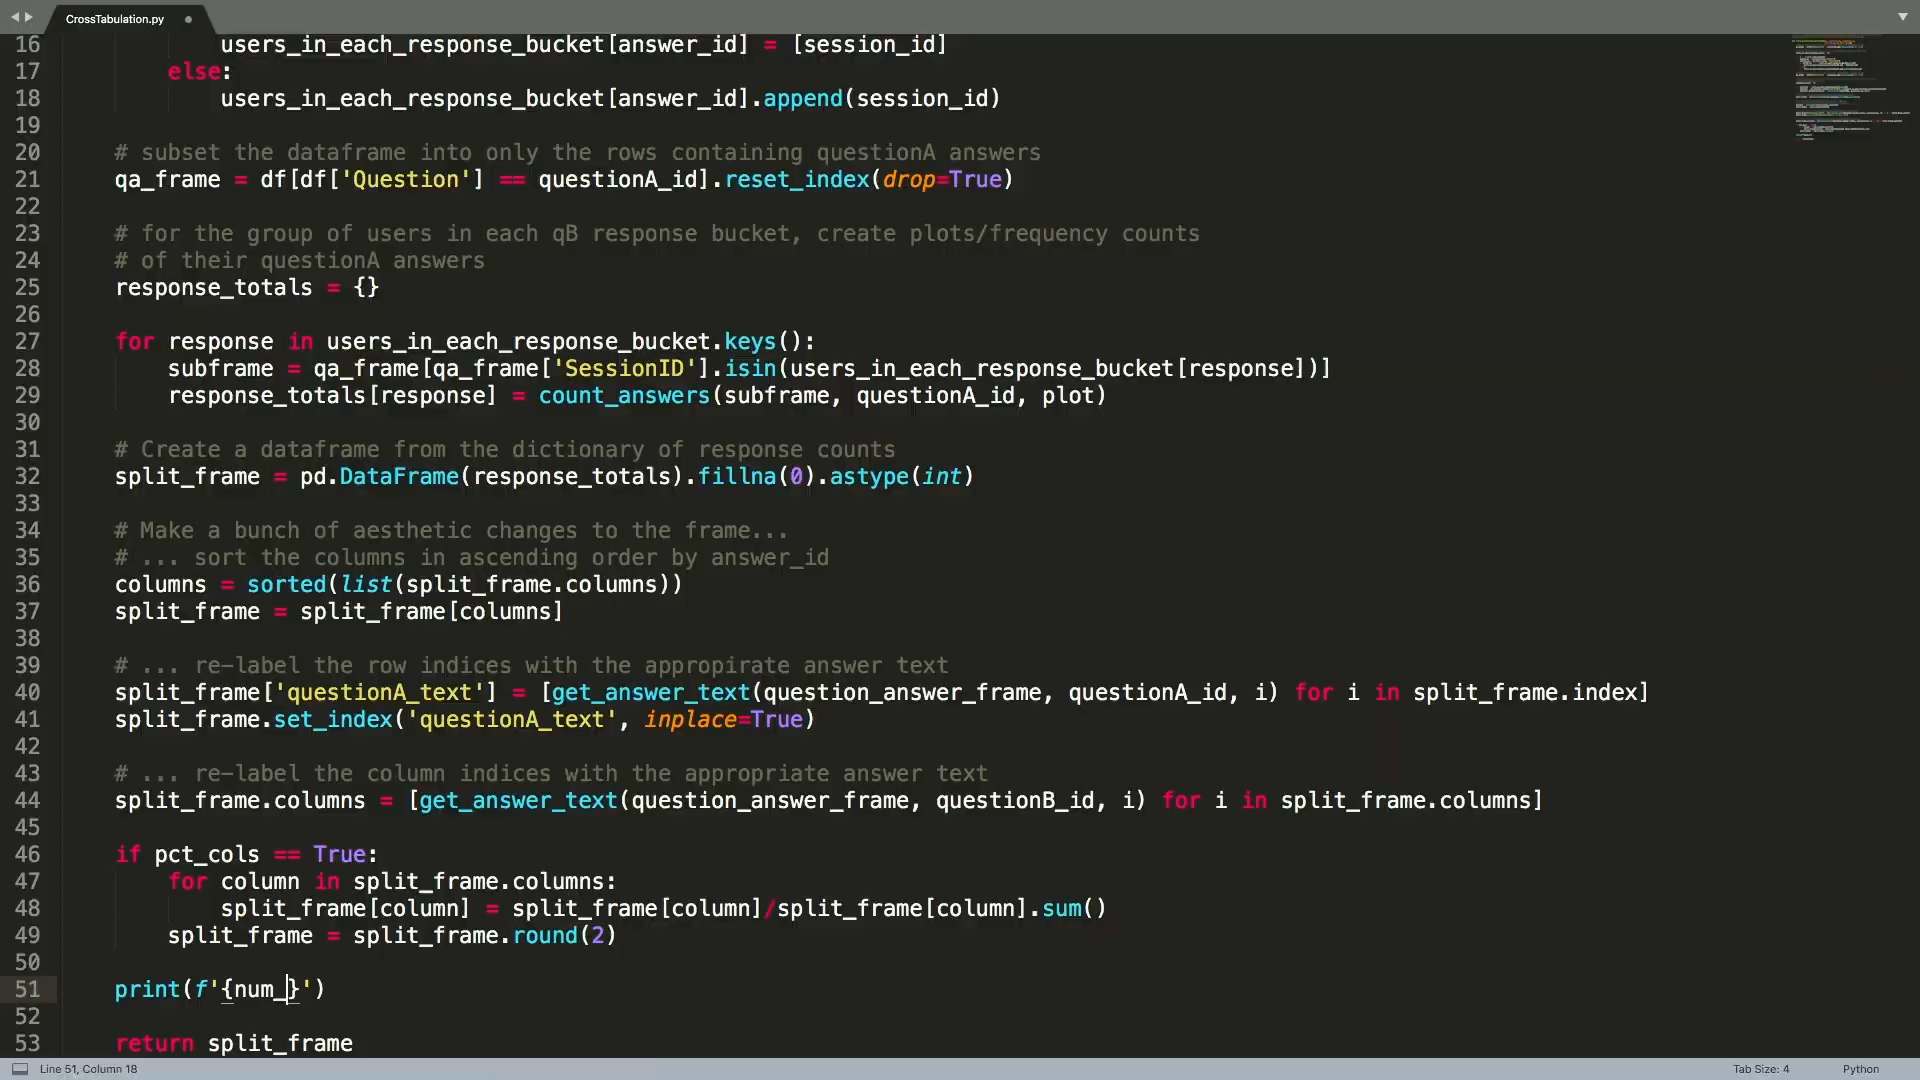 CrossTabulation.py
16 users_in_each_response_bucket[answer_id] = [session_id]
17 else:
18 users_in_each_response_bucket[answer_id].append(session_id)
19
20 # subset the dataframe into only the rows containing questionA answers
21 qa_frame = df[df['Question'] == questionA_id].reset_index(drop=True)
22
23 # for the group of users in each qB response bucket, create plots/frequency counts
24 # of their questionA answers
25 response_totals = {}
26
27 for response in users_in_each_response_bucket.keys():
28 subframe = qa_frame[qa_frame['SessionID'].isin(users_in_each_response_bucket[response])]
29 response_totals[response] = count_answers(subframe, questionA_id, plot)
30
31 # Create a dataframe from the dictionary of response counts
32 split_frame = pd.DataFrame(response_totals).fillna(0).astype(int)
33
34 # Make a bunch of aesthetic changes to the frame...
35 # ... sort the columns in ascending order by answer_id
36 columns = sorted(list(split_frame.columns))
37 split_frame = split_frame[columns]
38
39 # ... re-label the row indices with the appropirate answer text
40 split_frame['questionA_text'] = [get_answer_text(question_answer_frame, questionA_id, i) for i in split_frame.index]
41 split_frame.set_index('questionA_text', inplace=True)
42
43 # ... re-label the column indices with the appropriate answer text
44 split_frame.columns = [get_answer_text(question_answer_frame, questionB_id, i) for i in split_frame.columns]
45
46 if pct_cols == True:
47 for column in split_frame.columns:
48 split_frame[column] = split_frame[column]/split_frame[column].sum()
49 split_frame = split_frame.round(2)
50
51 print(f'{num_}')
52
53 return split_frame
Line 51, Column 18
Tab Size: 4
Python